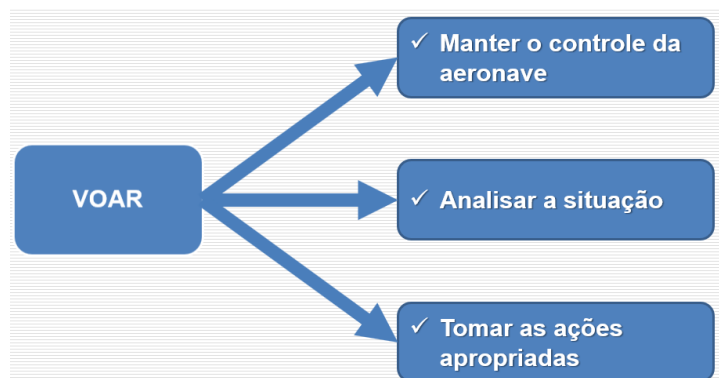 ✓ Manter o controle da
aeronave
VOAR
✓ Analisar a situação
✓ Tomar as ações
apropriadas